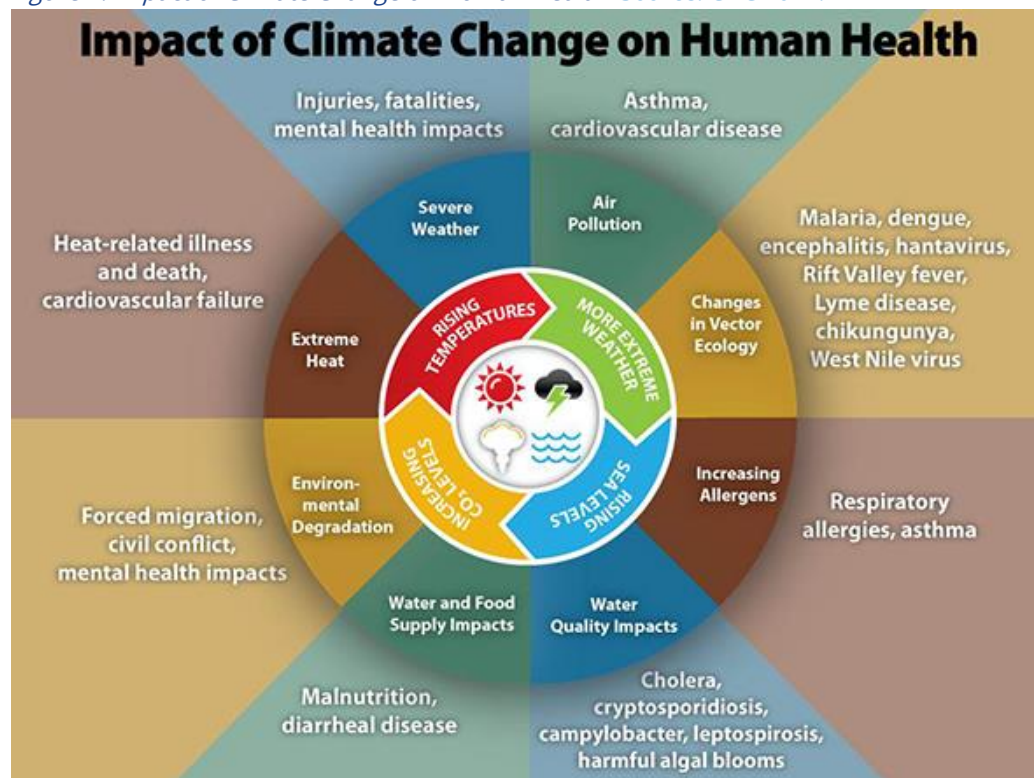 Impact of Climate Change on Human Health
Injuries, fatalities,
mental health impacts
Asthma,
cardiovascular disease
Severe
Weather
Air
Pollution
Heat-related illness
and death,
cardiovascular failure
Extreme
Heat
Changes
in Vector
Ecology
Malaria, dengue,
encephalitis, hantavirus,
Rift Valley fever,
Lyme disease,
chikungunya,
West Nile virus
RISING
TEMPERATURES
MORE EXTREME
WEATHER
INCREASING
CO₂ LEVELS
RISING
SEA LEVELS
Forced migration,
civil conflict,
mental health impacts
Environ-
mental
Degradation
Increasing
Allergens
Respiratory
allergies, asthma
Water and Food
Supply Impacts
Water
Quality Impacts
Malnutrition,
diarrheal disease
Cholera,
cryptosporidiosis,
campylobacter, leptospirosis,
harmful algal blooms